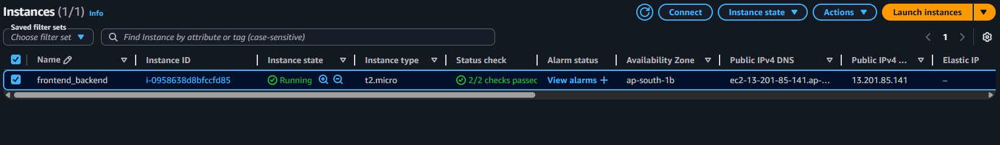 Instances (1/1) Info
Connect
Instance state
Actions
Launch instances
Saved filter sets
Choose filter set
Find Instance by attribute or tag (case-sensitive)
1
Name Instance ID Instance state Instance type Status check Alarm status Availability Zone Public IPv4 DNS Public IPv4 ... Elastic IP
frontend_backend i-0958638d8bfccfd85 Running t2.micro 2/2 checks passec View alarms + ap-south-1b ec2-13-201-85-141.ap-... 13.201.85.141 –